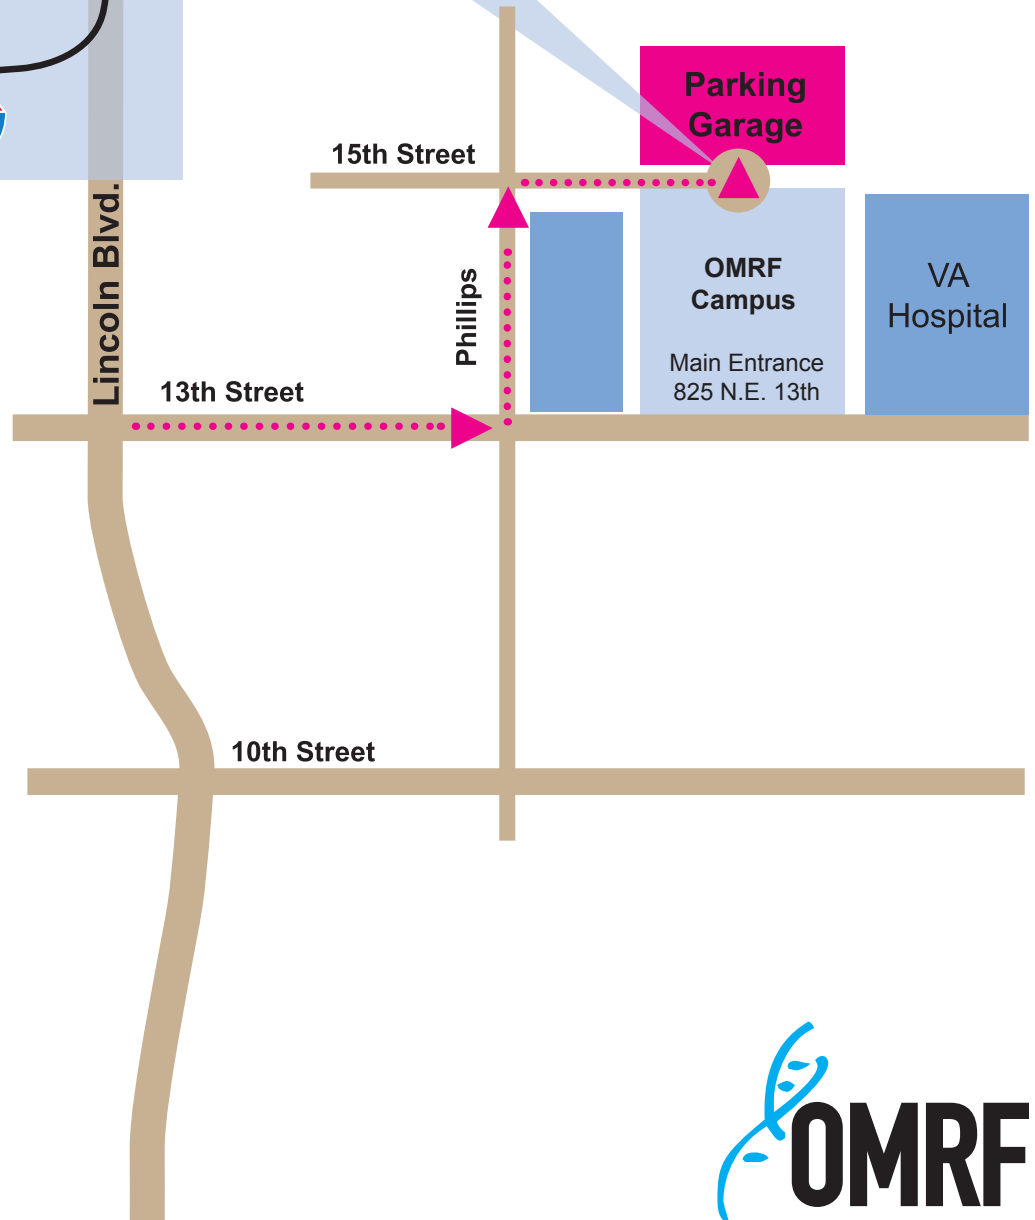 Parking
Garage
15th Street
Lincoln Blvd.
OMRF
Campus
VA
Hospital
Phillips
Main Entrance
825 N.E. 13th
13th Street
10th Street
OMRF